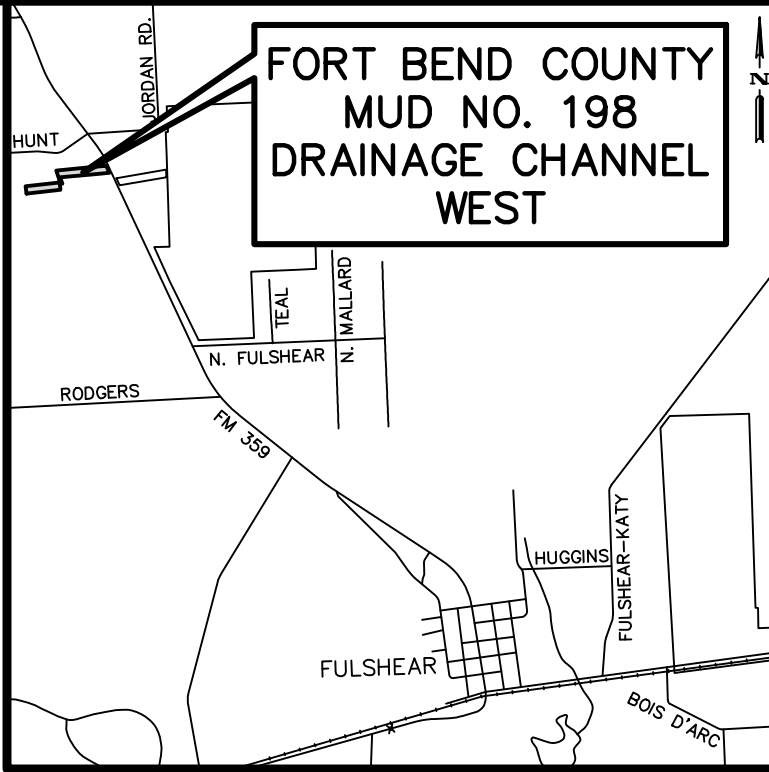 FORT BEND COUNTY
MUD NO. 198
DRAINAGE CHANNEL
WEST
N
JORDAN RD.
HUNT
TEAL
N. MALLARD
N. FULSHEAR
RODGERS
FM 359
HUGGINS
FULSHEAR-KATY
FULSHEAR
BOIS D'ARC